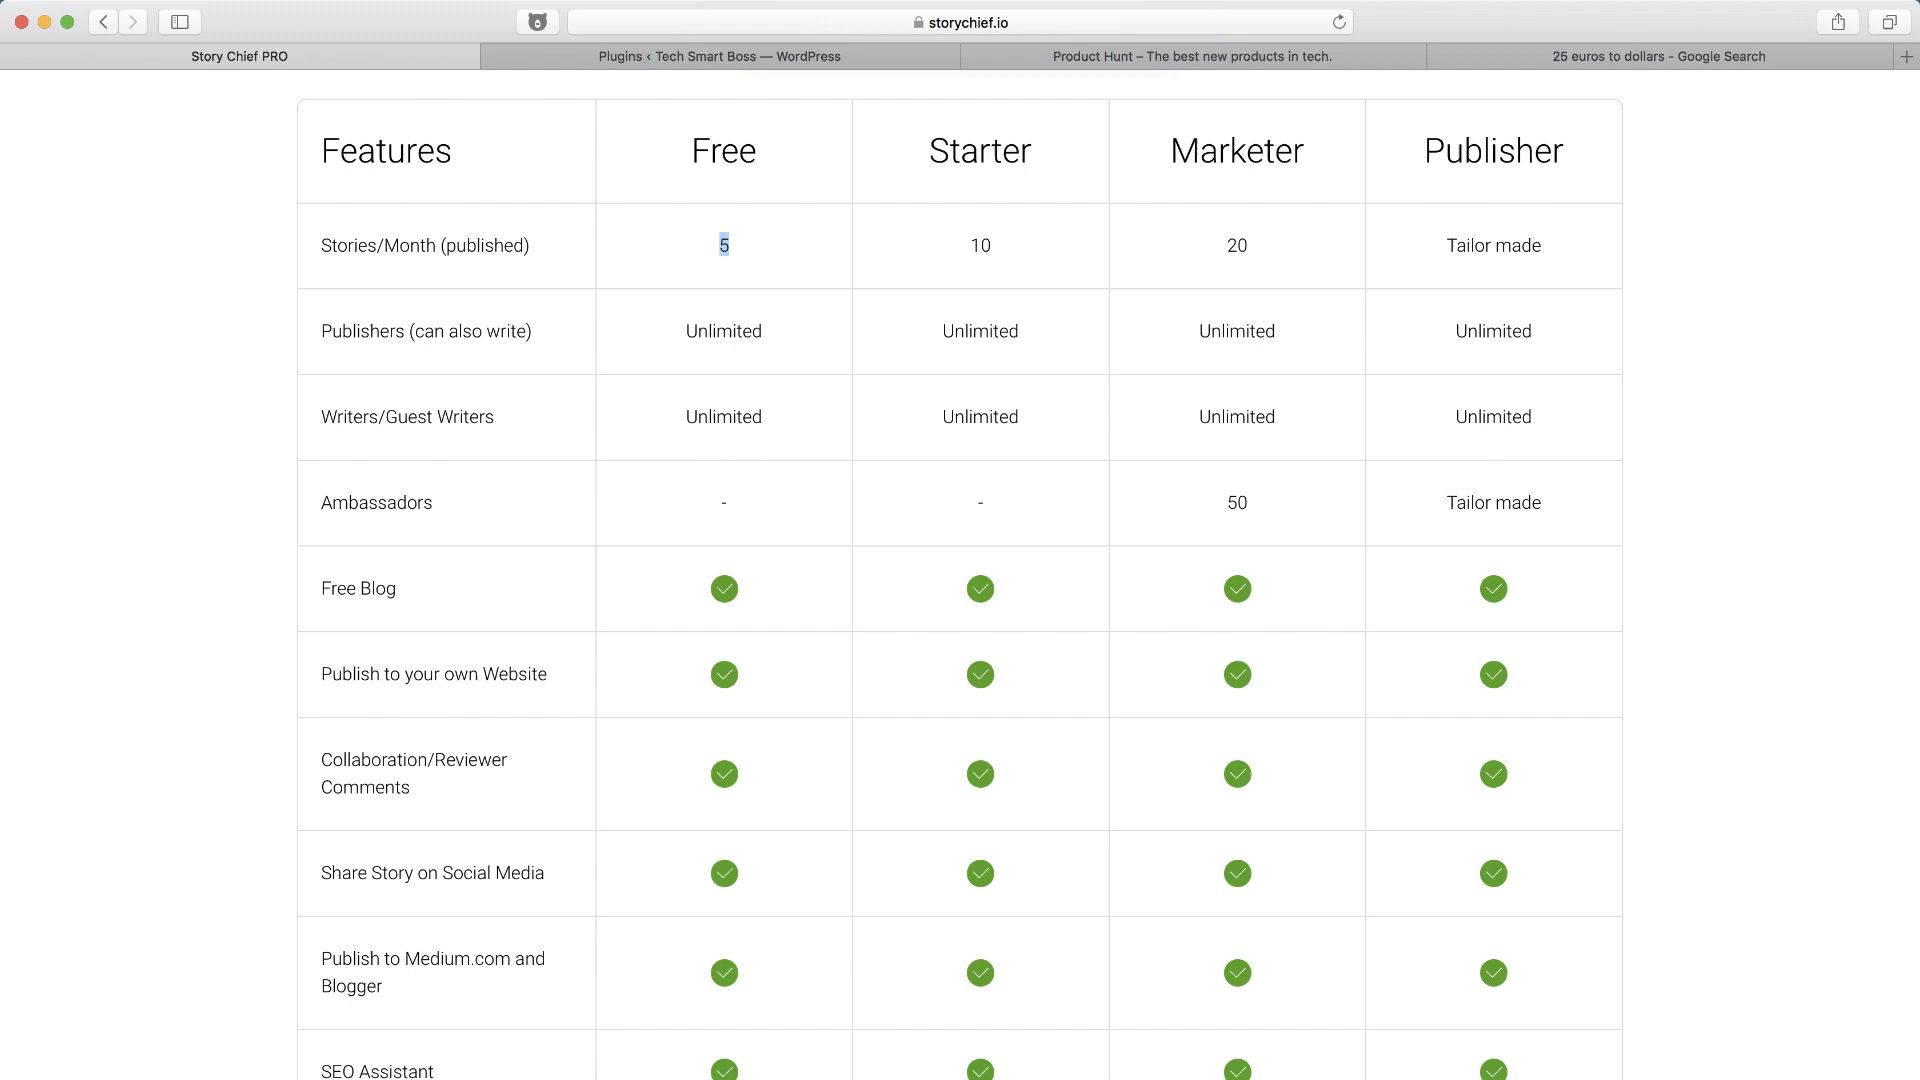 storychief.io
Story Chief PRO
Plugins ‹ Tech Smart Boss — WordPress
Product Hunt – The best new products in tech.
25 euros to dollars - Google Search
Features Free Starter Marketer Publisher
Stories/Month (published) 5 10 20 Tailor made
Publishers (can also write) Unlimited Unlimited Unlimited Unlimited
Writers/Guest Writers Unlimited Unlimited Unlimited Unlimited
Ambassadors - - 50 Tailor made
Free Blog
Publish to your own Website
Collaboration/Reviewer
Comments
Share Story on Social Media
Publish to Medium.com and
Blogger
SEO Assistant